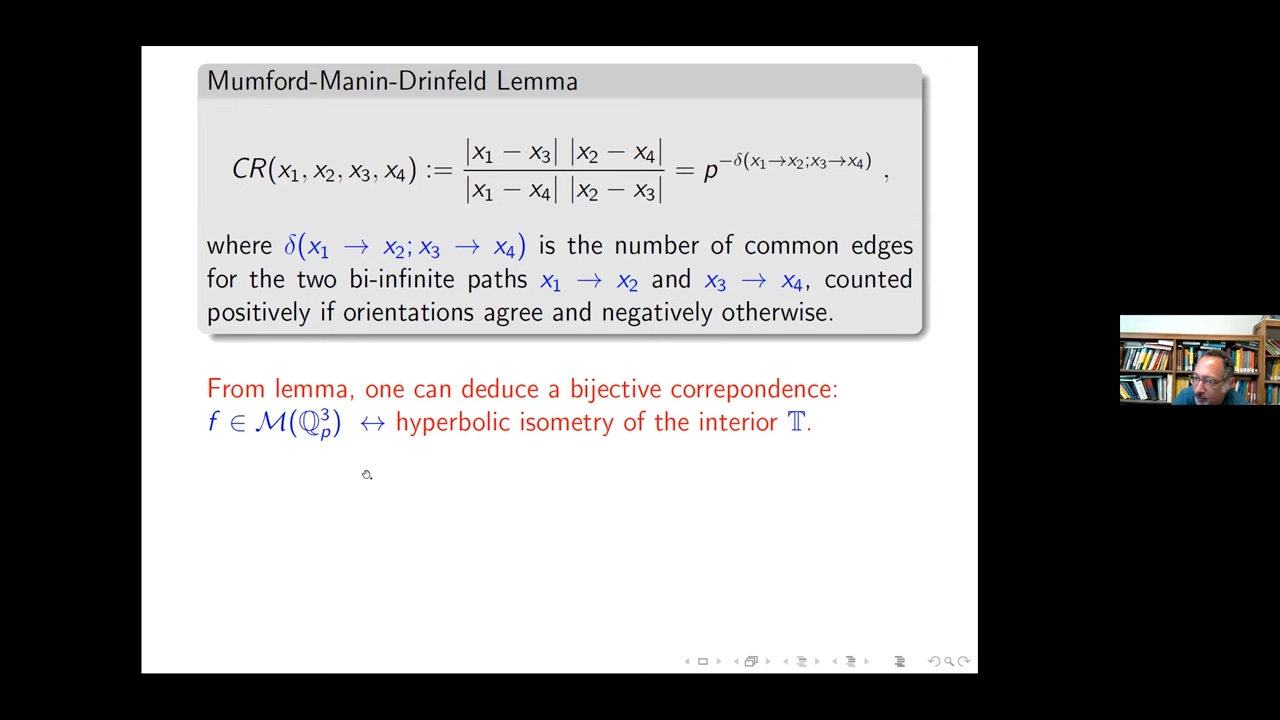 Mumford-Manin-Drinfeld Lemma
CR(x₁, x₂, x₃, x₄) := |x₁ − x₃| |x₂ − x₄| / |x₁ − x₄| |x₂ − x₃| = p^{−δ(x₁→x₂;x₃→x₄)} ,
where δ(x₁ → x₂; x₃ → x₄) is the number of common edges
for the two bi-infinite paths x₁ → x₂ and x₃ → x₄, counted
positively if orientations agree and negatively otherwise.
From lemma, one can deduce a bijective correpondence:
f ∈ ℳ(ℚ_p^3) ↔ hyperbolic isometry of the interior 𝕋.